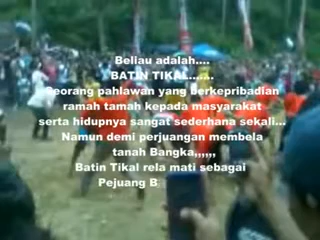 Beliau adalah....
BATIN TIKAL.......
Seorang pahlawan yang berkepribadian
ramah tamah kepada masyarakat
serta hidupnya sangat sederhana sekali...
Namun demi perjuangan membela
tanah Bangka,,,,,,
Batin Tikal rela mati sebagai
Pejuang B